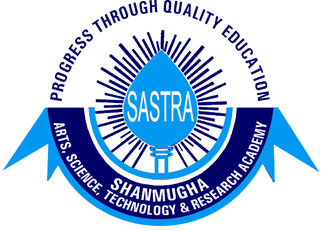 PROGRESS THROUGH QUALITY EDUCATION
SASTRA
SHANMUGHA
ARTS, SCIENCE, TECHNOLOGY & RESEARCH ACADEMY